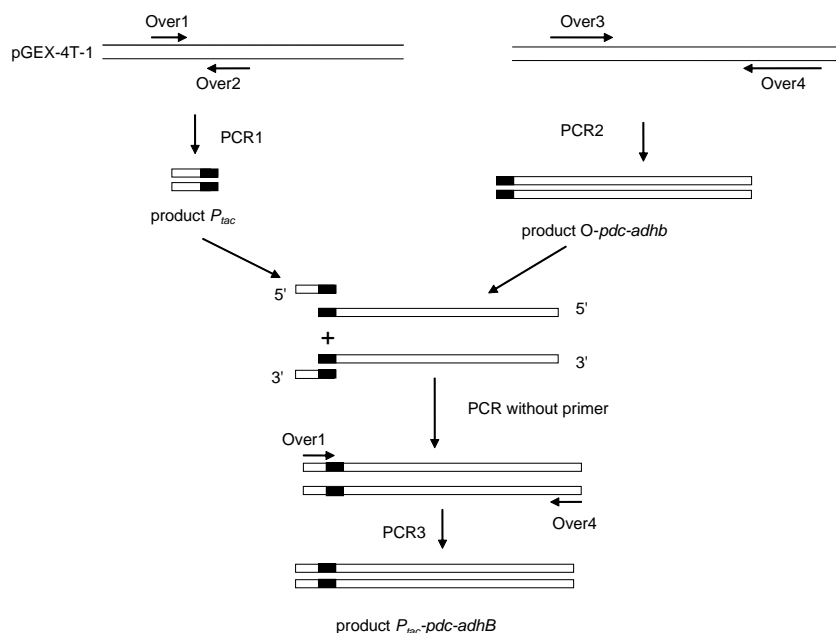 Over1
Over3
pGEX-4T-1
Over2
Over4
PCR1
PCR2
product Ptac
product O-pdc-adhb
5'
5'
+
3'
3'
PCR without primer
Over1
Over4
PCR3
product Ptac-pdc-adhB